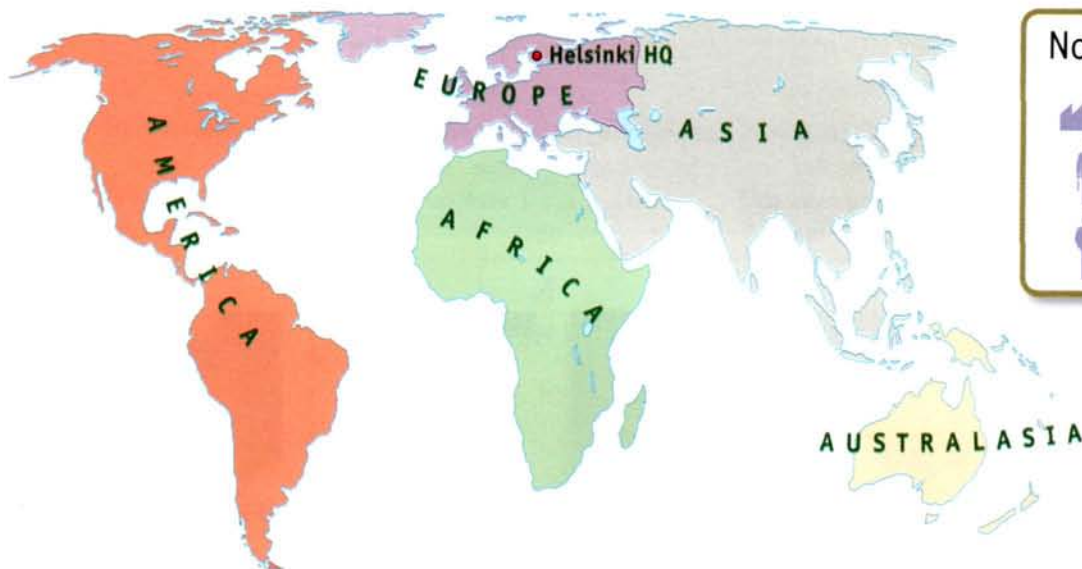 Helsinki HQ
EUROPE
ASIA
AMERICA
AFRICA
AUSTRALASIA